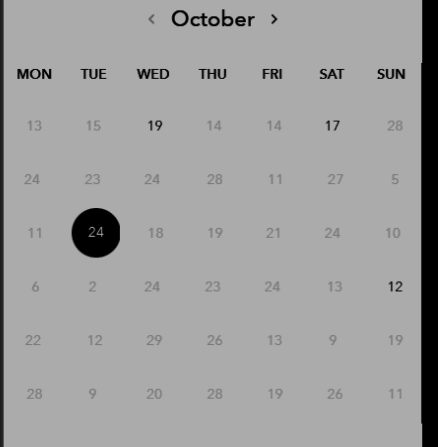 ‹ October ›
MON TUE WED THU FRI SAT SUN
13 15 19 14 14 17 28
24 23 24 28 11 27 5
11 24 18 19 21 24 10
6 2 24 23 24 13 12
22 12 29 26 13 9 19
28 9 20 28 19 26 11